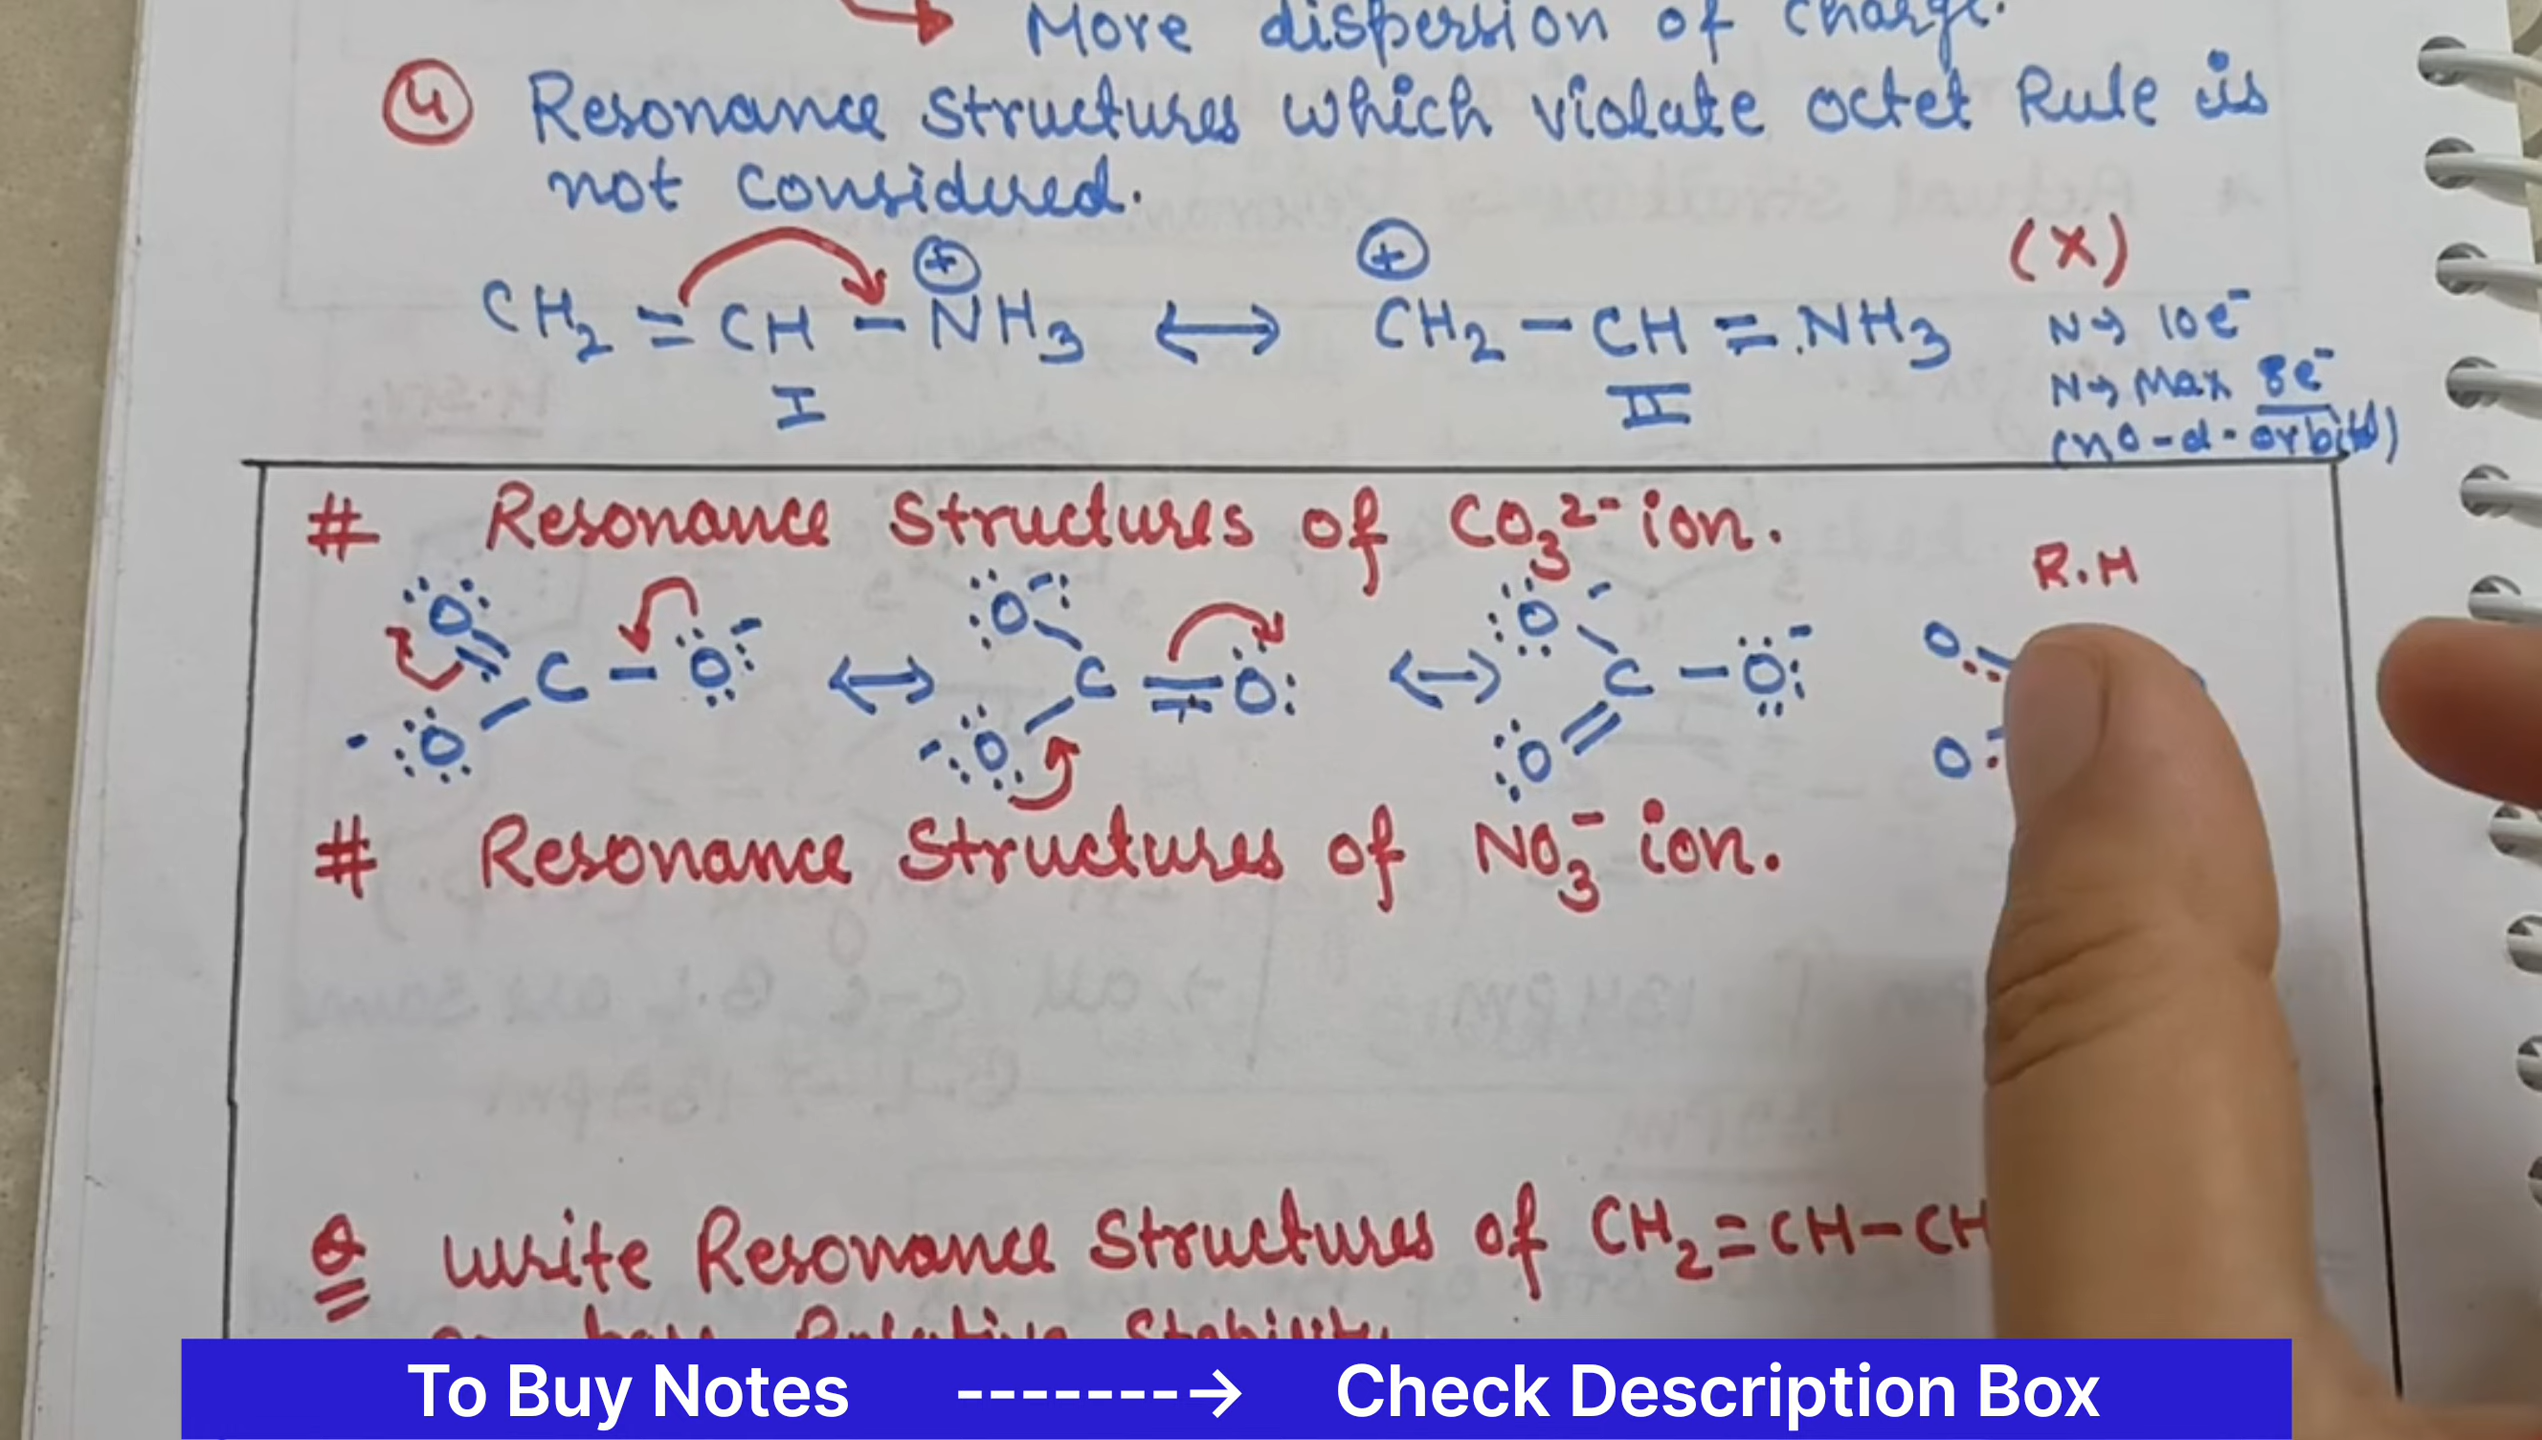 → More dispersion of charge.
④ Resonance Structures which violate octet Rule is
not considered.
⊕ ⊕ (×)
CH₂ = CH – NH₃ ↔ CH₂ – CH = NH₃ N→ 10e⁻
I II N→ Max 8e⁻
(no-d-orbital)
# Resonance Structures of CO₃²⁻ ion.
R.H
O O⁻ O⁻ O
C – O⁻ ↔ C = O ↔ C – O⁻
⁻O ⁻O O O
# Resonance Structures of NO₃⁻ ion.
Q Write Resonance Structures of CH₂=CH–CH
Relative Stability
To Buy Notes -------→ Check Description Box